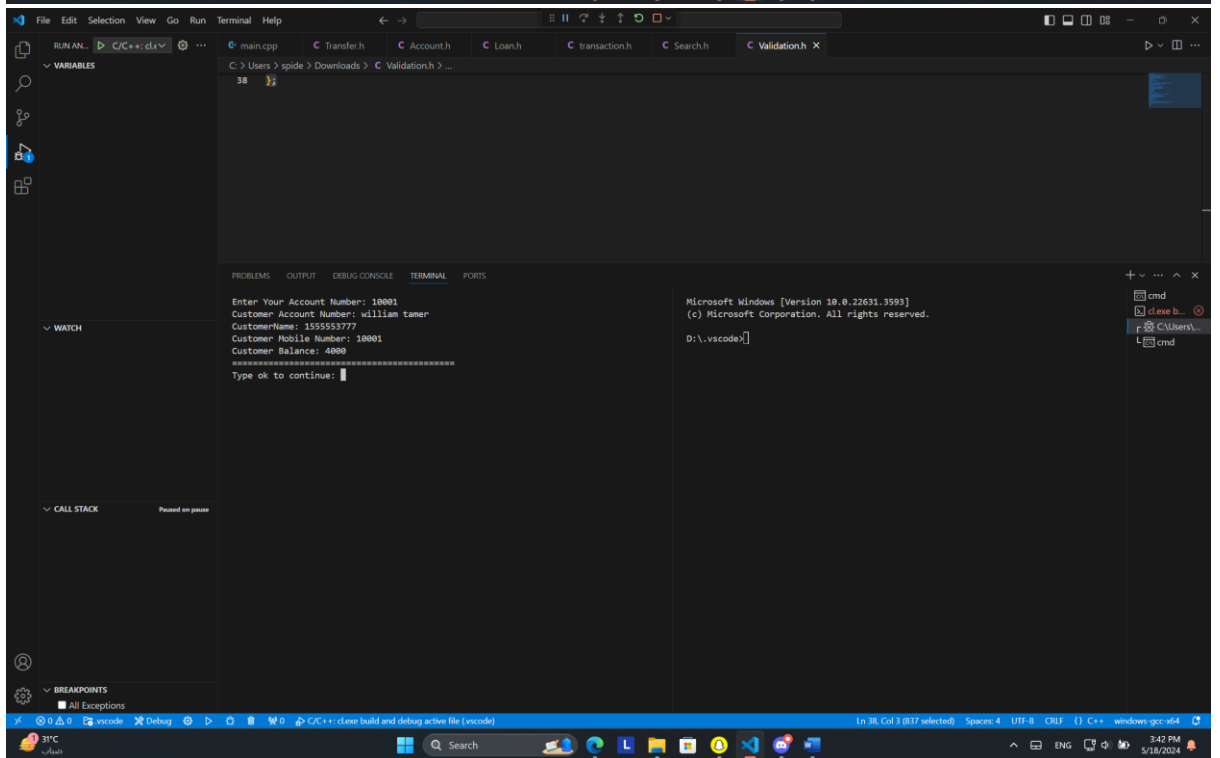 File Edit Selection View Go Run Terminal Help
RUN AN... C/C++: cl.e
main.cpp Transfer.h Account.h Loan.h transaction.h Search.h Validation.h
VARIABLES
C: > Users > spide > Downloads > C Validation.h > ...
38 };
1
PROBLEMS OUTPUT DEBUG CONSOLE TERMINAL PORTS
Enter Your Account Number: 10001
Customer Account Number: william tamer
CustomerName: 1555553777
Customer Mobile Number: 10001
Customer Balance: 4000
===========================================
Type ok to continue:
Microsoft Windows [Version 10.0.22631.3593]
(c) Microsoft Corporation. All rights reserved.
D:\.vscode>
cmd
cl.exe b...
C:\Users\...
cmd
WATCH
CALL STACK Paused on pause
BREAKPOINTS
All Exceptions
0 0 .vscode Debug 0 C/C++: cl.exe build and debug active file (.vscode) Ln 38, Col 3 (837 selected) Spaces: 4 UTF-8 CRLF {} C++ windows-gcc-x64
31°C
ضباب
Search
ENG
3:42 PM
5/18/2024